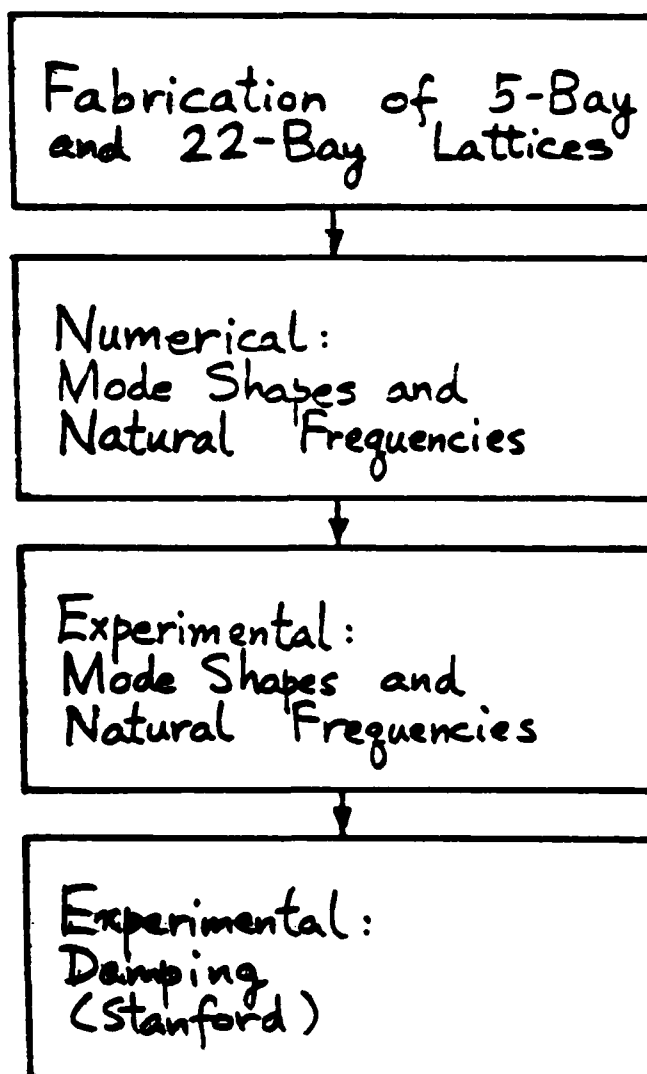 Fabrication of 5-Bay
and 22-Bay Lattices
Numerical:
Mode Shapes and
Natural Frequencies
Experimental:
Mode Shapes and
Natural Frequencies
Experimental:
Damping
(Stanford)